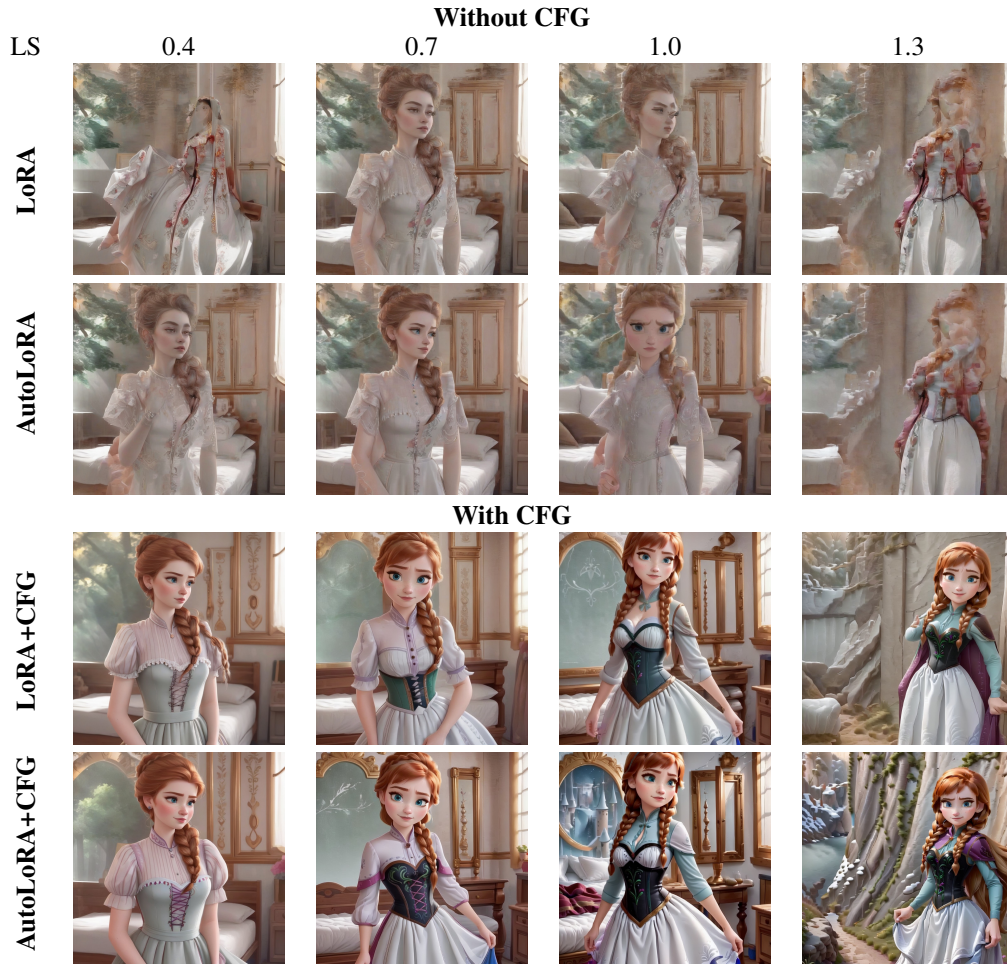 Without CFG
LS 0.4 0.7 1.0 1.3
LoRA
AutoLoRA
With CFG
LoRA+CFG
AutoLoRA+CFG